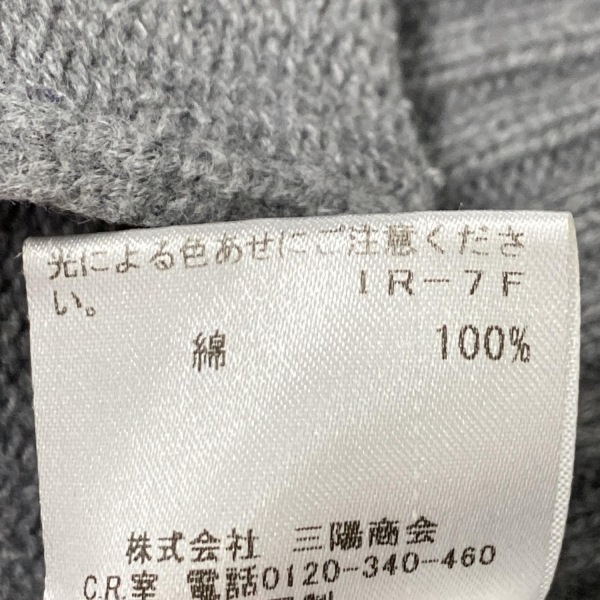 光による色あせにご注意くださ
い。 IR-7F
綿 100%
株式会社 三陽商会
C.R.室 電話0120-340-460